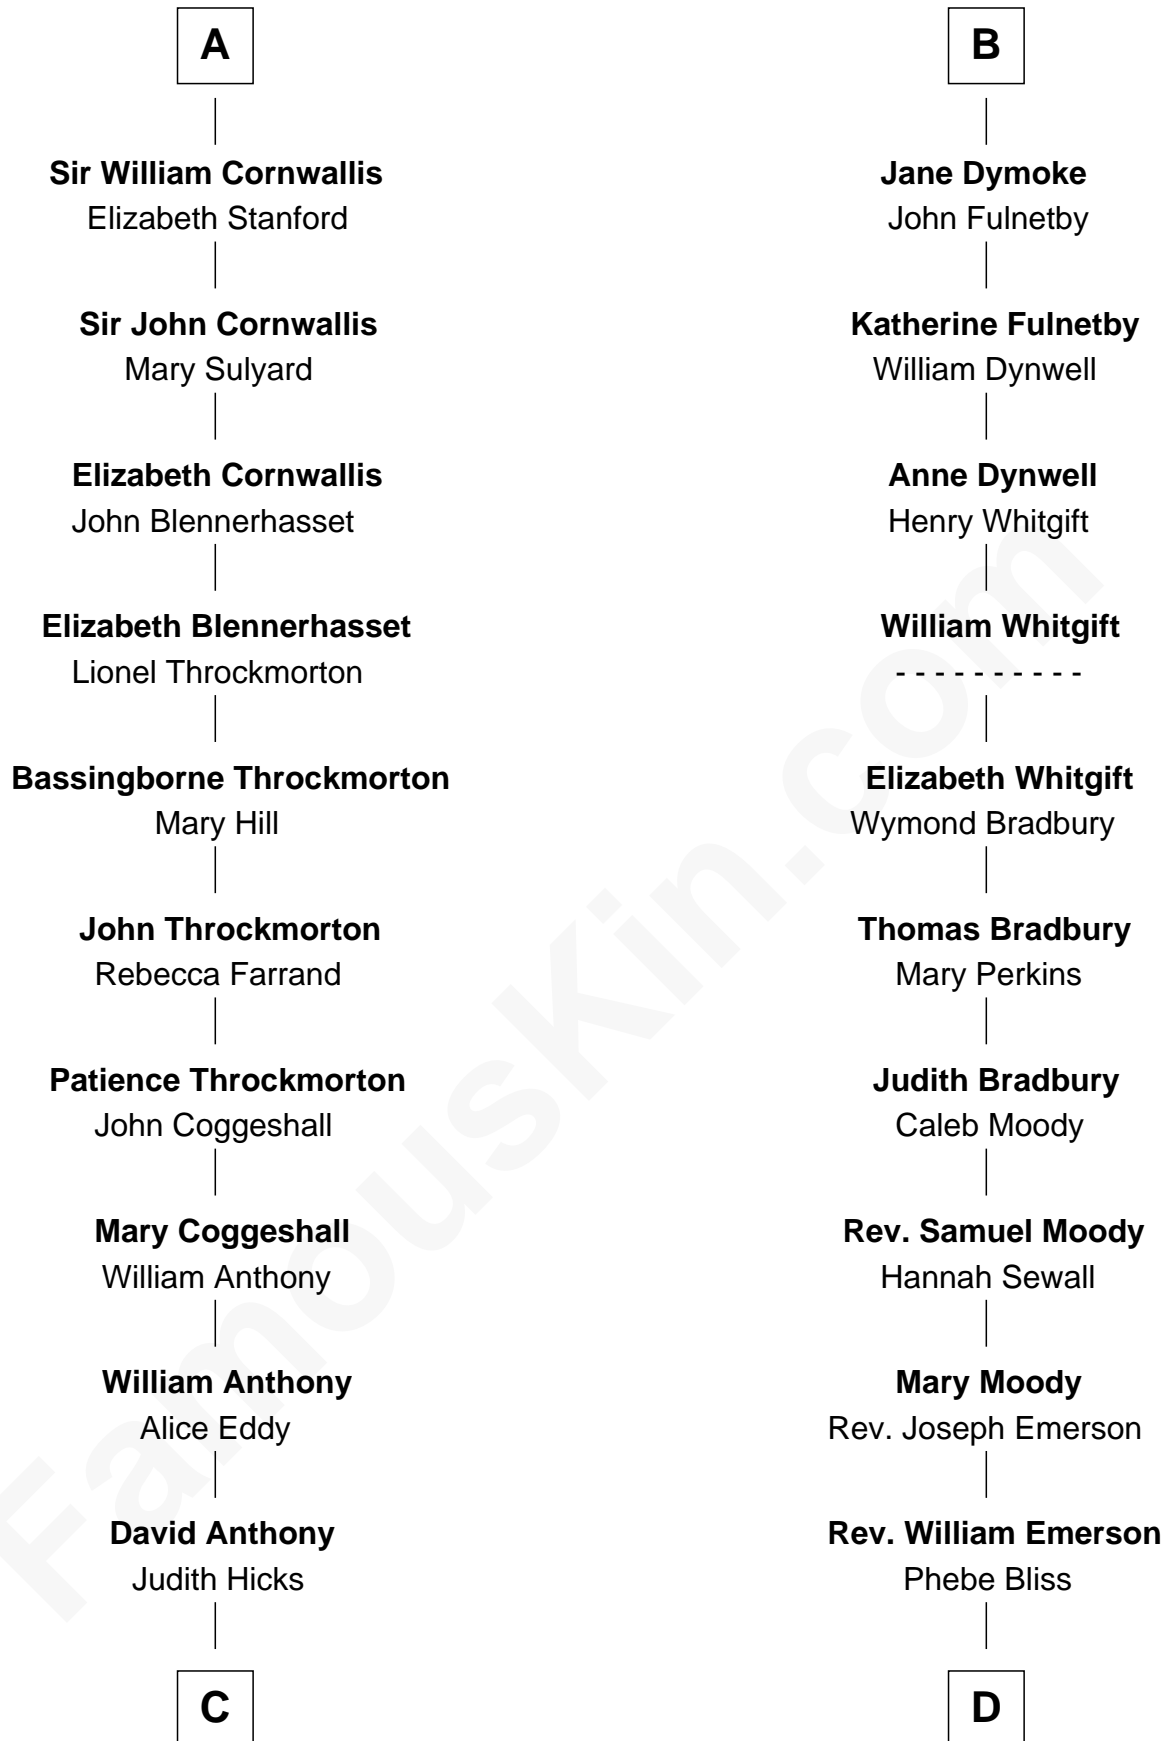 A
Sir William Cornwallis
Elizabeth Stanford
Sir John Cornwallis
Mary Sulyard
Elizabeth Cornwallis
John Blennerhasset
Elizabeth Blennerhasset
Lionel Throckmorton
Bassingborne Throckmorton
Mary Hill
John Throckmorton
Rebecca Farrand
Patience Throckmorton
John Coggeshall
Mary Coggeshall
William Anthony
William Anthony
Alice Eddy
David Anthony
Judith Hicks
C
B
Jane Dymoke
John Fulnetby
Katherine Fulnetby
William Dynwell
Anne Dynwell
Henry Whitgift
William Whitgift
- - - - - - - - - -
Elizabeth Whitgift
Wymond Bradbury
Thomas Bradbury
Mary Perkins
Judith Bradbury
Caleb Moody
Rev. Samuel Moody
Hannah Sewall
Mary Moody
Rev. Joseph Emerson
Rev. William Emerson
Phebe Bliss
D
FamousKin.com